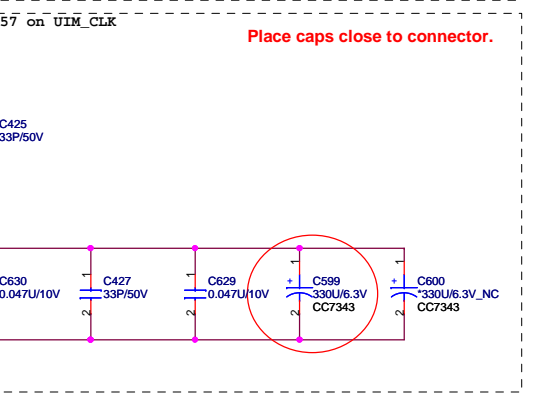 57 on UIM_CLK
Place caps close to connector.
C425
33P/50V
1
1
1
1
C630
0.047U/10V
C427
33P/50V
C629
0.047U/10V
+
C599
330U/6.3V
CC7343
+
C600
*330U/6.3V_NC
CC7343
2
2
2
2